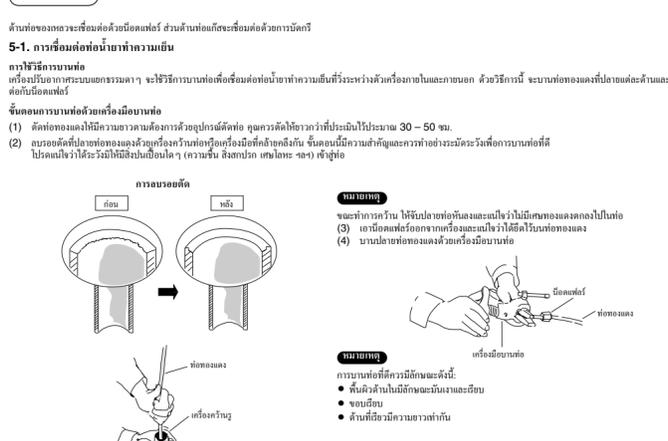 ด้านท่อของเหลวจะเชื่อมต่อด้วยน็อตแฟลร์ ส่วนด้านท่อแก๊สจะเชื่อมต่อด้วยการบัดกรี
5-1. การเชื่อมต่อท่อน้ำยาทำความเย็น
การใช้วิธีการบานท่อ
เครื่องปรับอากาศระบบแยกธรรมดา ๆ จะใช้วิธีการบานท่อเพื่อเชื่อมต่อท่อน้ำยาทำความเย็นที่วิ่งระหว่างตัวเครื่องภายในและภายนอก ด้วยวิธีการนี้ จะบานท่อทองแดงที่ปลายแต่ละด้านและ
ต่อกับน็อตแฟลร์
ขั้นตอนการบานท่อด้วยเครื่องมือบานท่อ
(1) ตัดท่อทองแดงให้มีความยาวตามต้องการด้วยอุปกรณ์ตัดท่อ คุณควรตัดให้ยาวกว่าที่ประเมินไว้ประมาณ 30 – 50 ซม.
(2) ลบรอยตัดที่ปลายท่อทองแดงด้วยเครื่องคว้านท่อหรือเครื่องมือที่คล้ายคลึงกัน ขั้นตอนนี้มีความสำคัญและควรทำอย่างระมัดระวังเพื่อการบานท่อที่ดี
โปรดแน่ใจว่าได้ระวังมิให้มีสิ่งปนเปื้อนใด ๆ (ความชื้น สิ่งสกปรก เศษโลหะ ฯลฯ) เข้าสู่ท่อ
การลบรอยตัด
ก่อน
หลัง
ท่อทองแดง
เครื่องคว้านรู
หมายเหตุ
ขณะทำการคว้าน ให้จับปลายท่อหันลงและแน่ใจว่าไม่มีเศษทองแดงตกลงไปในท่อ
(3) เอาน็อตแฟลร์ออกจากเครื่องและแน่ใจว่าได้ยึดไว้บนท่อทองแดง
(4) บานปลายท่อทองแดงด้วยเครื่องมือบานท่อ
น็อตแฟลร์
ท่อทองแดง
เครื่องมือบานท่อ
หมายเหตุ
การบานท่อที่ดีควรมีลักษณะดังนี้:
● พื้นผิวด้านในมีลักษณะมันเงาและเรียบ
● ขอบเรียบ
● ด้านที่เรียวมีความยาวเท่ากัน